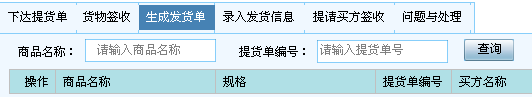 下达提货单 货物签收 生成发货单 录入发货信息 提请买方签收 问题与处理
商品名称： 请输入商品名称 提货单编号： 请输入提货单号 查询
操作 商品名称 规格 提货单编号 买方名称